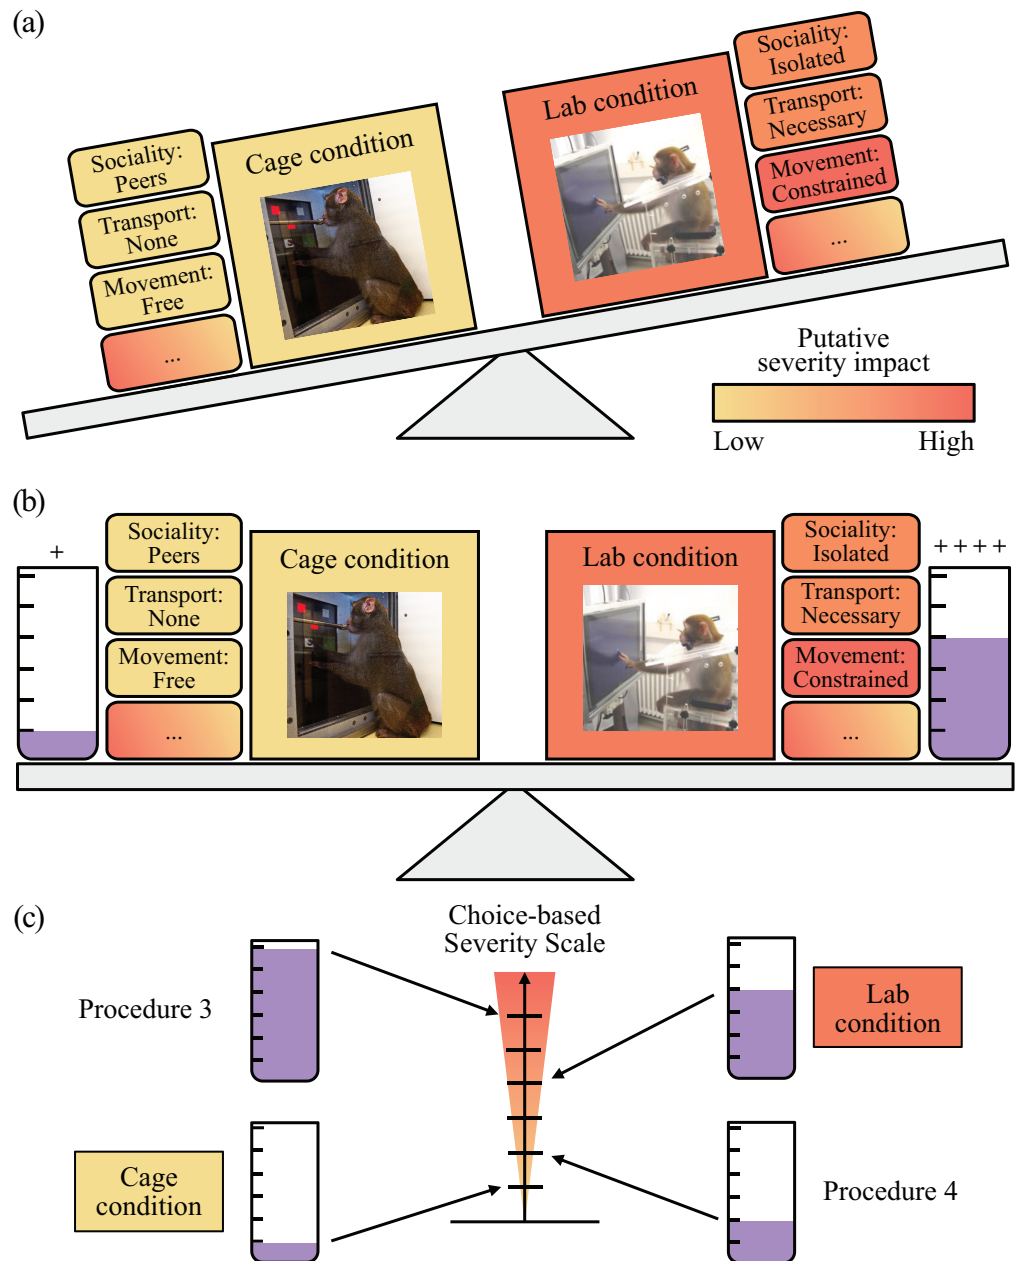 (a)
Sociality:
Isolated
Lab condition
Transport:
Necessary
Sociality:
Peers
Cage condition
Movement:
Constrained
Transport:
None
...
Movement:
Free
...
Putative
severity impact
Low
High
(b)
+
Sociality:
Peers
Cage condition
Lab condition
Sociality:
Isolated
++++
Transport:
None
Transport:
Necessary
Movement:
Free
Movement:
Constrained
...
...
(c)
Choice-based
Severity Scale
Procedure 3
Lab
condition
Cage
condition
Procedure 4